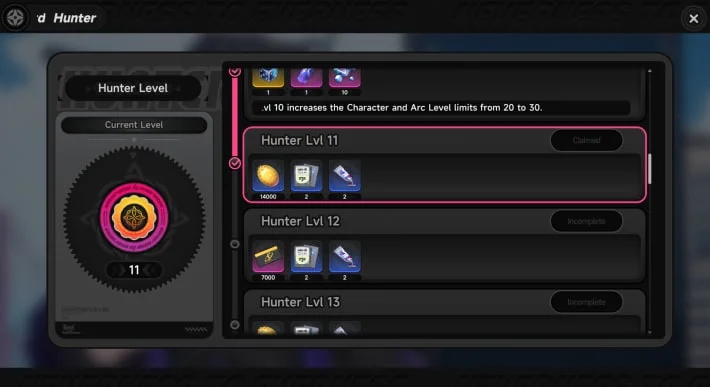 d Hunter
Hunter Level
Current Level
11
1
1
10
.vl 10 increases the Character and Arc Level limits from 20 to 30.
Hunter Lvl 11
Claimed
14000
2
2
Hunter Lvl 12
Incomplete
7000
2
2
Hunter Lvl 13
Incomplete